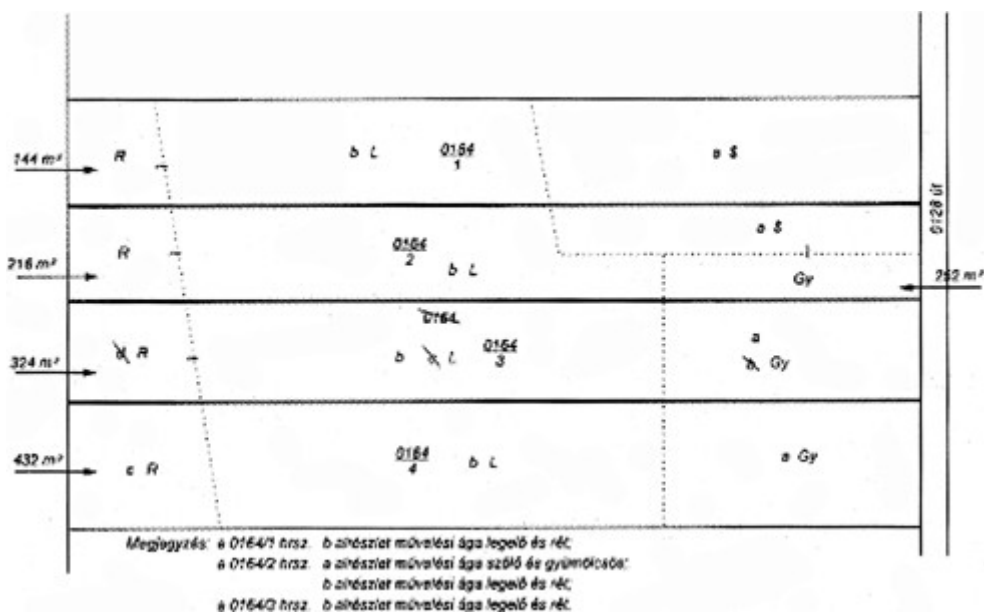 144 m²
R
b L
0164
1
a S
216 m²
R
0164
2
b L
a S
Gy
252 m²
0128 út
324 m²
d R
0164
b c L
0164
3
a
b Gy
432 m²
c R
0164
4
b L
a Gy
Megjegyzés: a 0164/1 hrsz. b alrészlet művelési ága legelő és rét;
a 0164/2 hrsz. a alrészlet művelési ága szőlő és gyümölcsös;
b alrészlet művelési ága legelő és rét;
a 0164/3 hrsz. b alrészlet művelési ága legelő és rét.